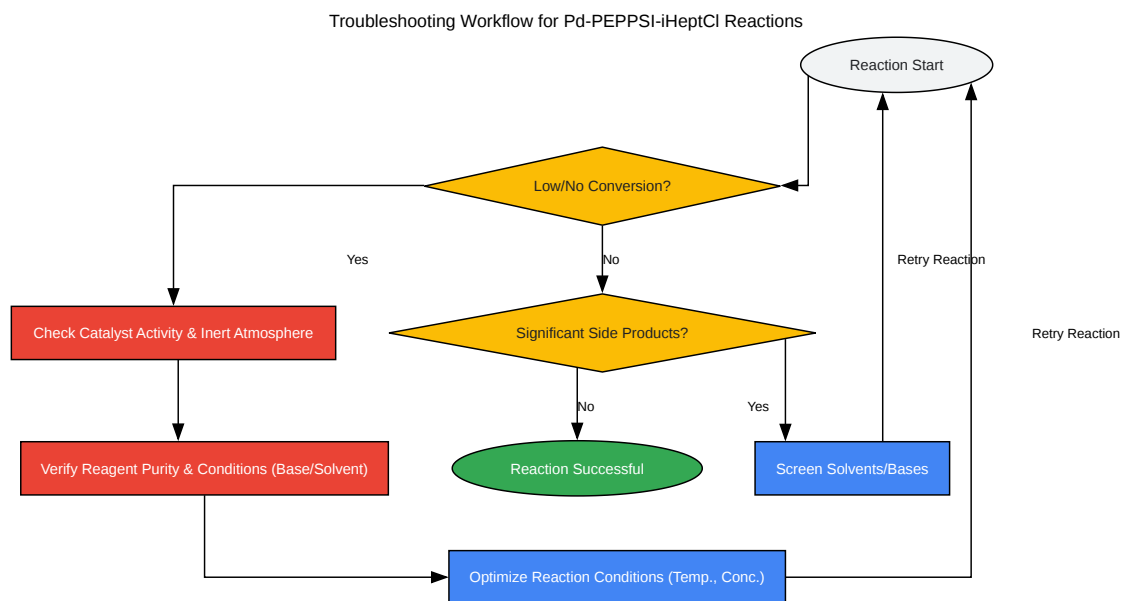 Troubleshooting Workflow for Pd-PEPPSI-iHeptCl Reactions
Reaction Start
Low/No Conversion?
Yes
No
Retry Reaction
Check Catalyst Activity & Inert Atmosphere
Significant Side Products?
Retry Reaction
No
Yes
Verify Reagent Purity & Conditions (Base/Solvent)
Reaction Successful
Screen Solvents/Bases
Optimize Reaction Conditions (Temp., Conc.)